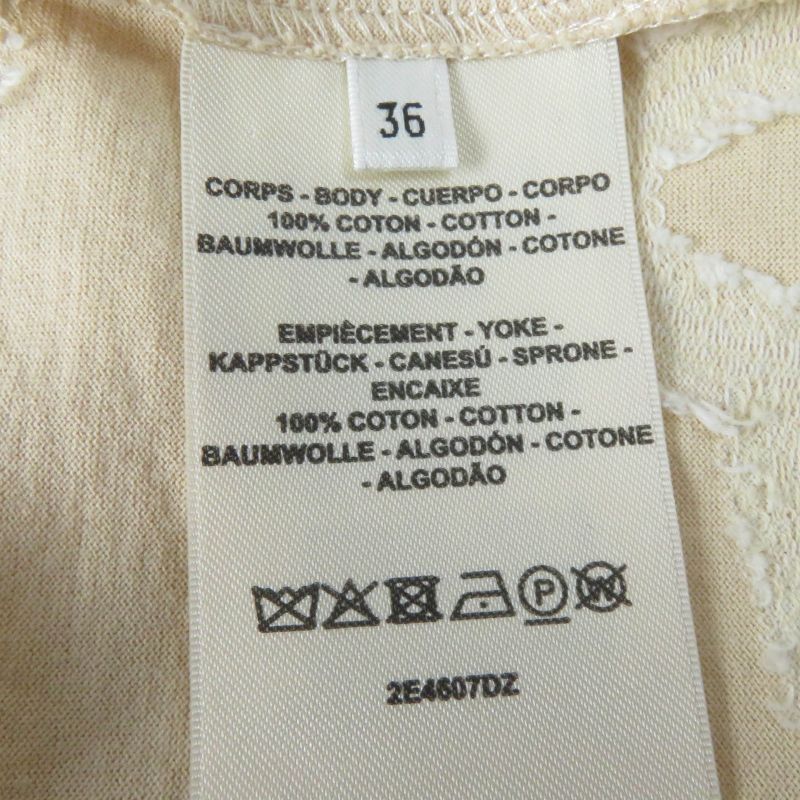 36
CORPS - BODY - CUERPO - CORPO
100% COTON - COTTON -
BAUMWOLLE - ALGODÓN - COTONE
- ALGODÃO
EMPIÈCEMENT - YOKE -
KAPPSTÜCK - CANESÚ - SPRONE -
ENCAIXE
100% COTON - COTTON -
BAUMWOLLE - ALGODÓN - COTONE
- ALGODÃO
P W
2E4607DZ